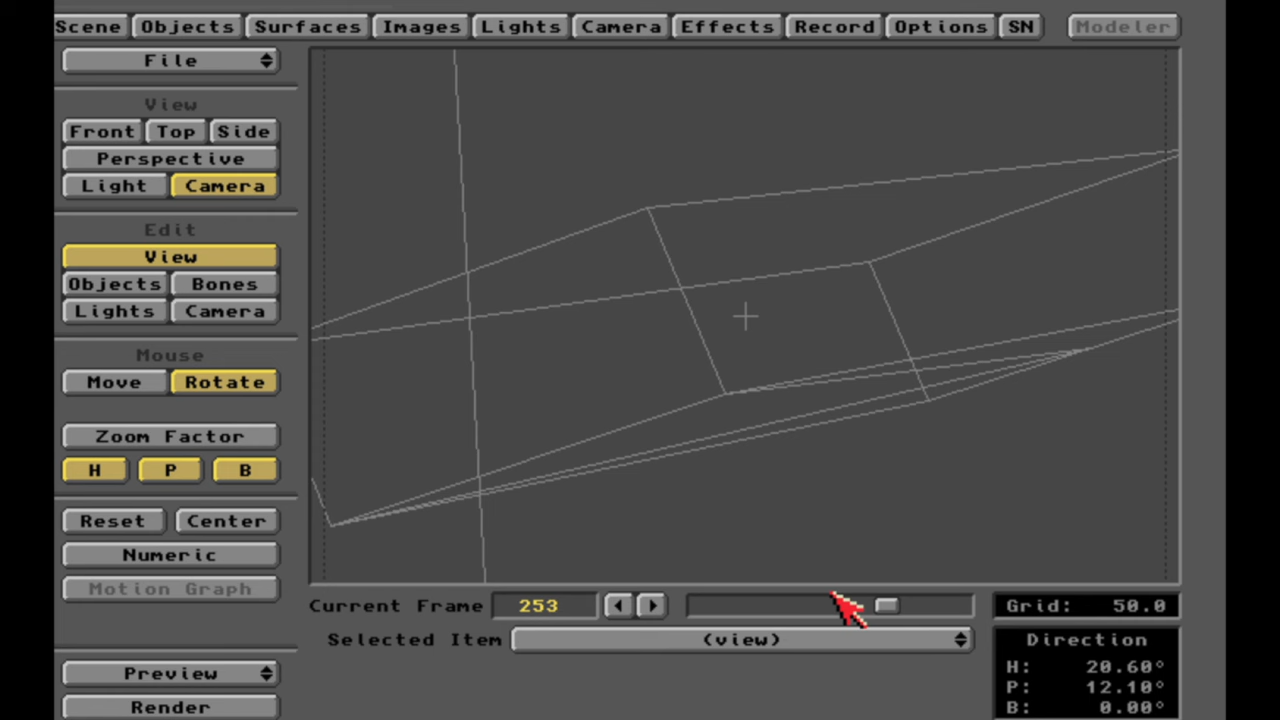 Scene Objects Surfaces Images Lights Camera Effects Record Options SN Modeler
File
View
Front Top Side
Perspective
Light Camera
Edit
View
Objects Bones
Lights Camera
Mouse
Move Rotate
Zoom Factor
H P B
Reset Center
Numeric
Motion Graph
Current Frame 253
Grid: 50.0
Selected Item (view)
Direction
H: 20.60°
P: 12.10°
B: 0.00°
Preview
Render